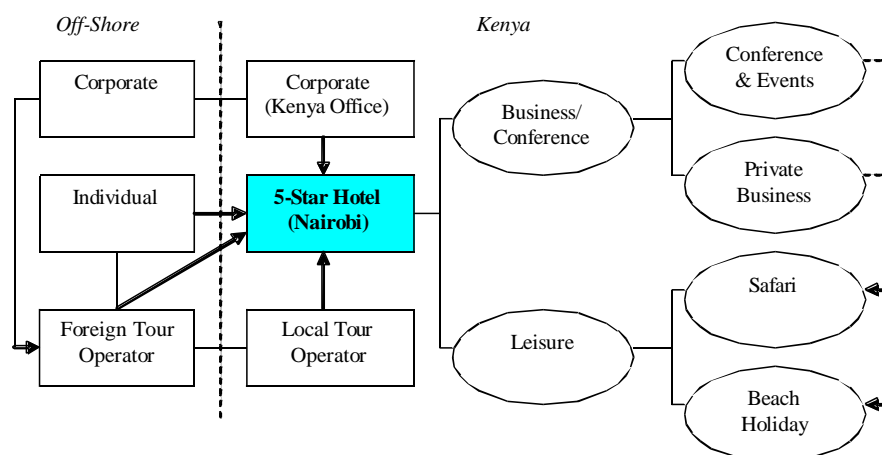 Off-Shore
Kenya
Corporate
Corporate
(Kenya Office)
Conference
& Events
Business/
Conference
Individual
5-Star Hotel
(Nairobi)
Private
Business
Foreign Tour
Operator
Local Tour
Operator
Leisure
Safari
Beach
Holiday